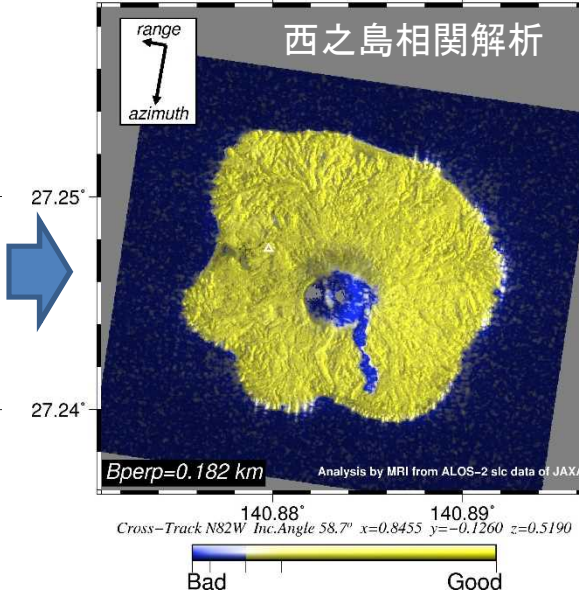 range
azimuth
西之島相関解析
27.25°
27.24°
Bperp=0.182 km
Analysis by MRI from ALOS-2 slc data of JAXA
140.88°
140.89°
Cross-Track N82W Inc.Angle 58.7° x=0.8455 y=-0.1260 z=0.5190
Bad
Good